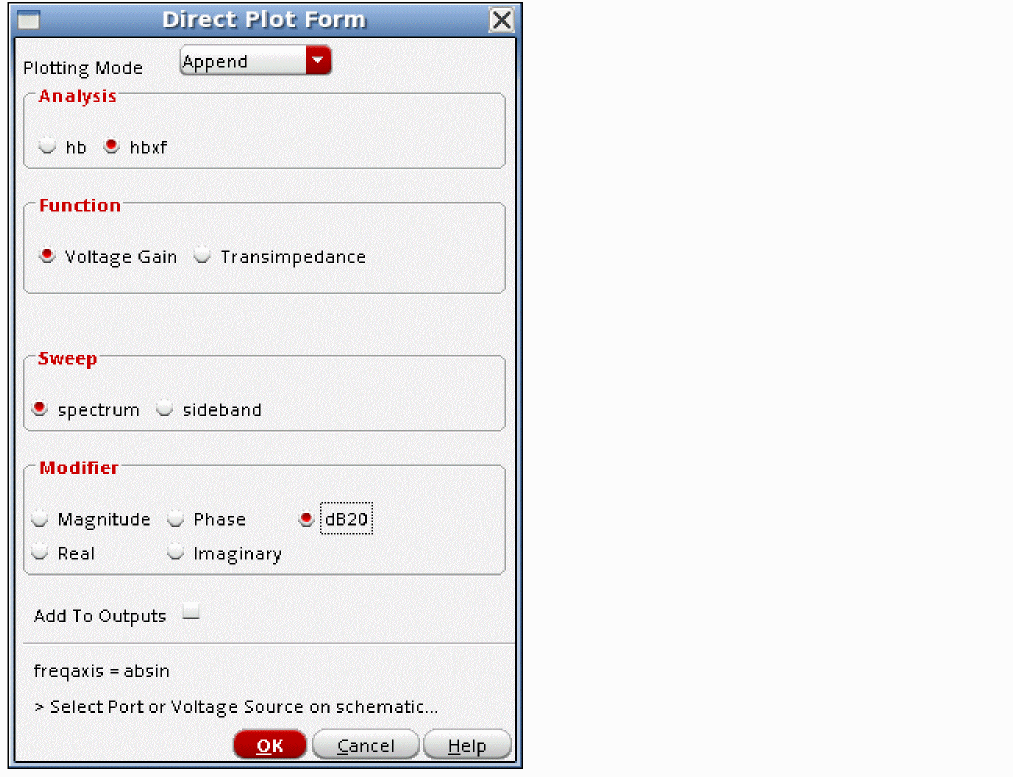 Direct Plot Form
Plotting Mode Append
Analysis
hb hbxf
Function
Voltage Gain Transimpedance
Sweep
spectrum sideband
Modifier
Magnitude Phase dB20
Real Imaginary
Add To Outputs
freqaxis = absin
> Select Port or Voltage Source on schematic...
OK Cancel Help